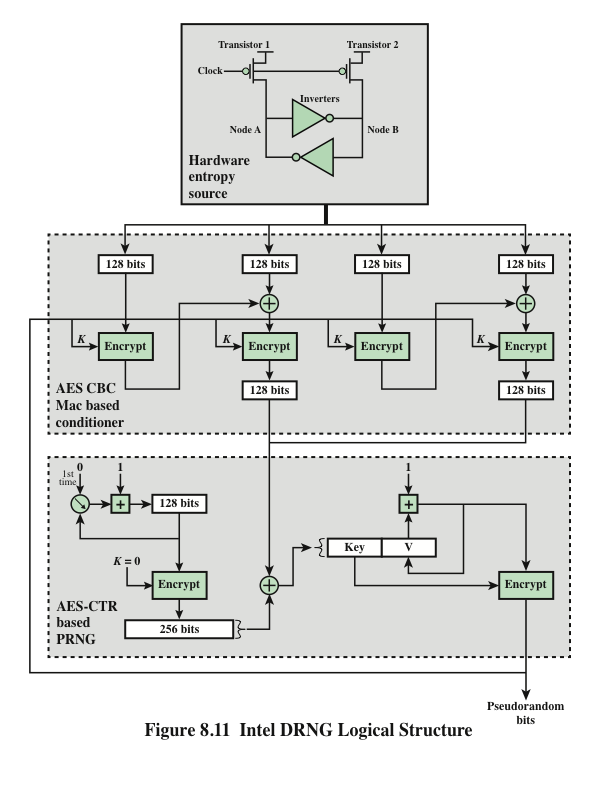 Transistor 1
Transistor 2
Clock
Inverters
Node A
Node B
Hardware
entropy
source
128 bits
128 bits
128 bits
128 bits
+
+
K
K
K
K
Encrypt
Encrypt
Encrypt
Encrypt
128 bits
128 bits
AES CBC
Mac based
conditioner
0
1
1
1st
time
+
128 bits
+
Key
V
K = 0
Encrypt
+
Encrypt
AES-CTR
based
PRNG
256 bits
Pseudorandom
bits
Figure 8.11 Intel DRNG Logical Structure